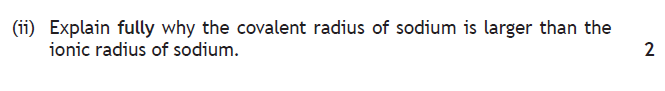 (ii) Explain fully why the covalent radius of sodium is larger than the
ionic radius of sodium. 2